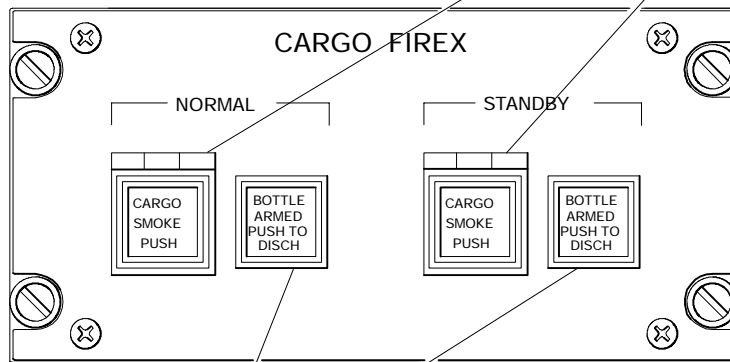 CARGO FIREX
NORMAL
STANDBY
CARGO
SMOKE
PUSH
BOTTLE
ARMED
PUSH TO
DISCH
CARGO
SMOKE
PUSH
BOTTLE
ARMED
PUSH TO
DISCH